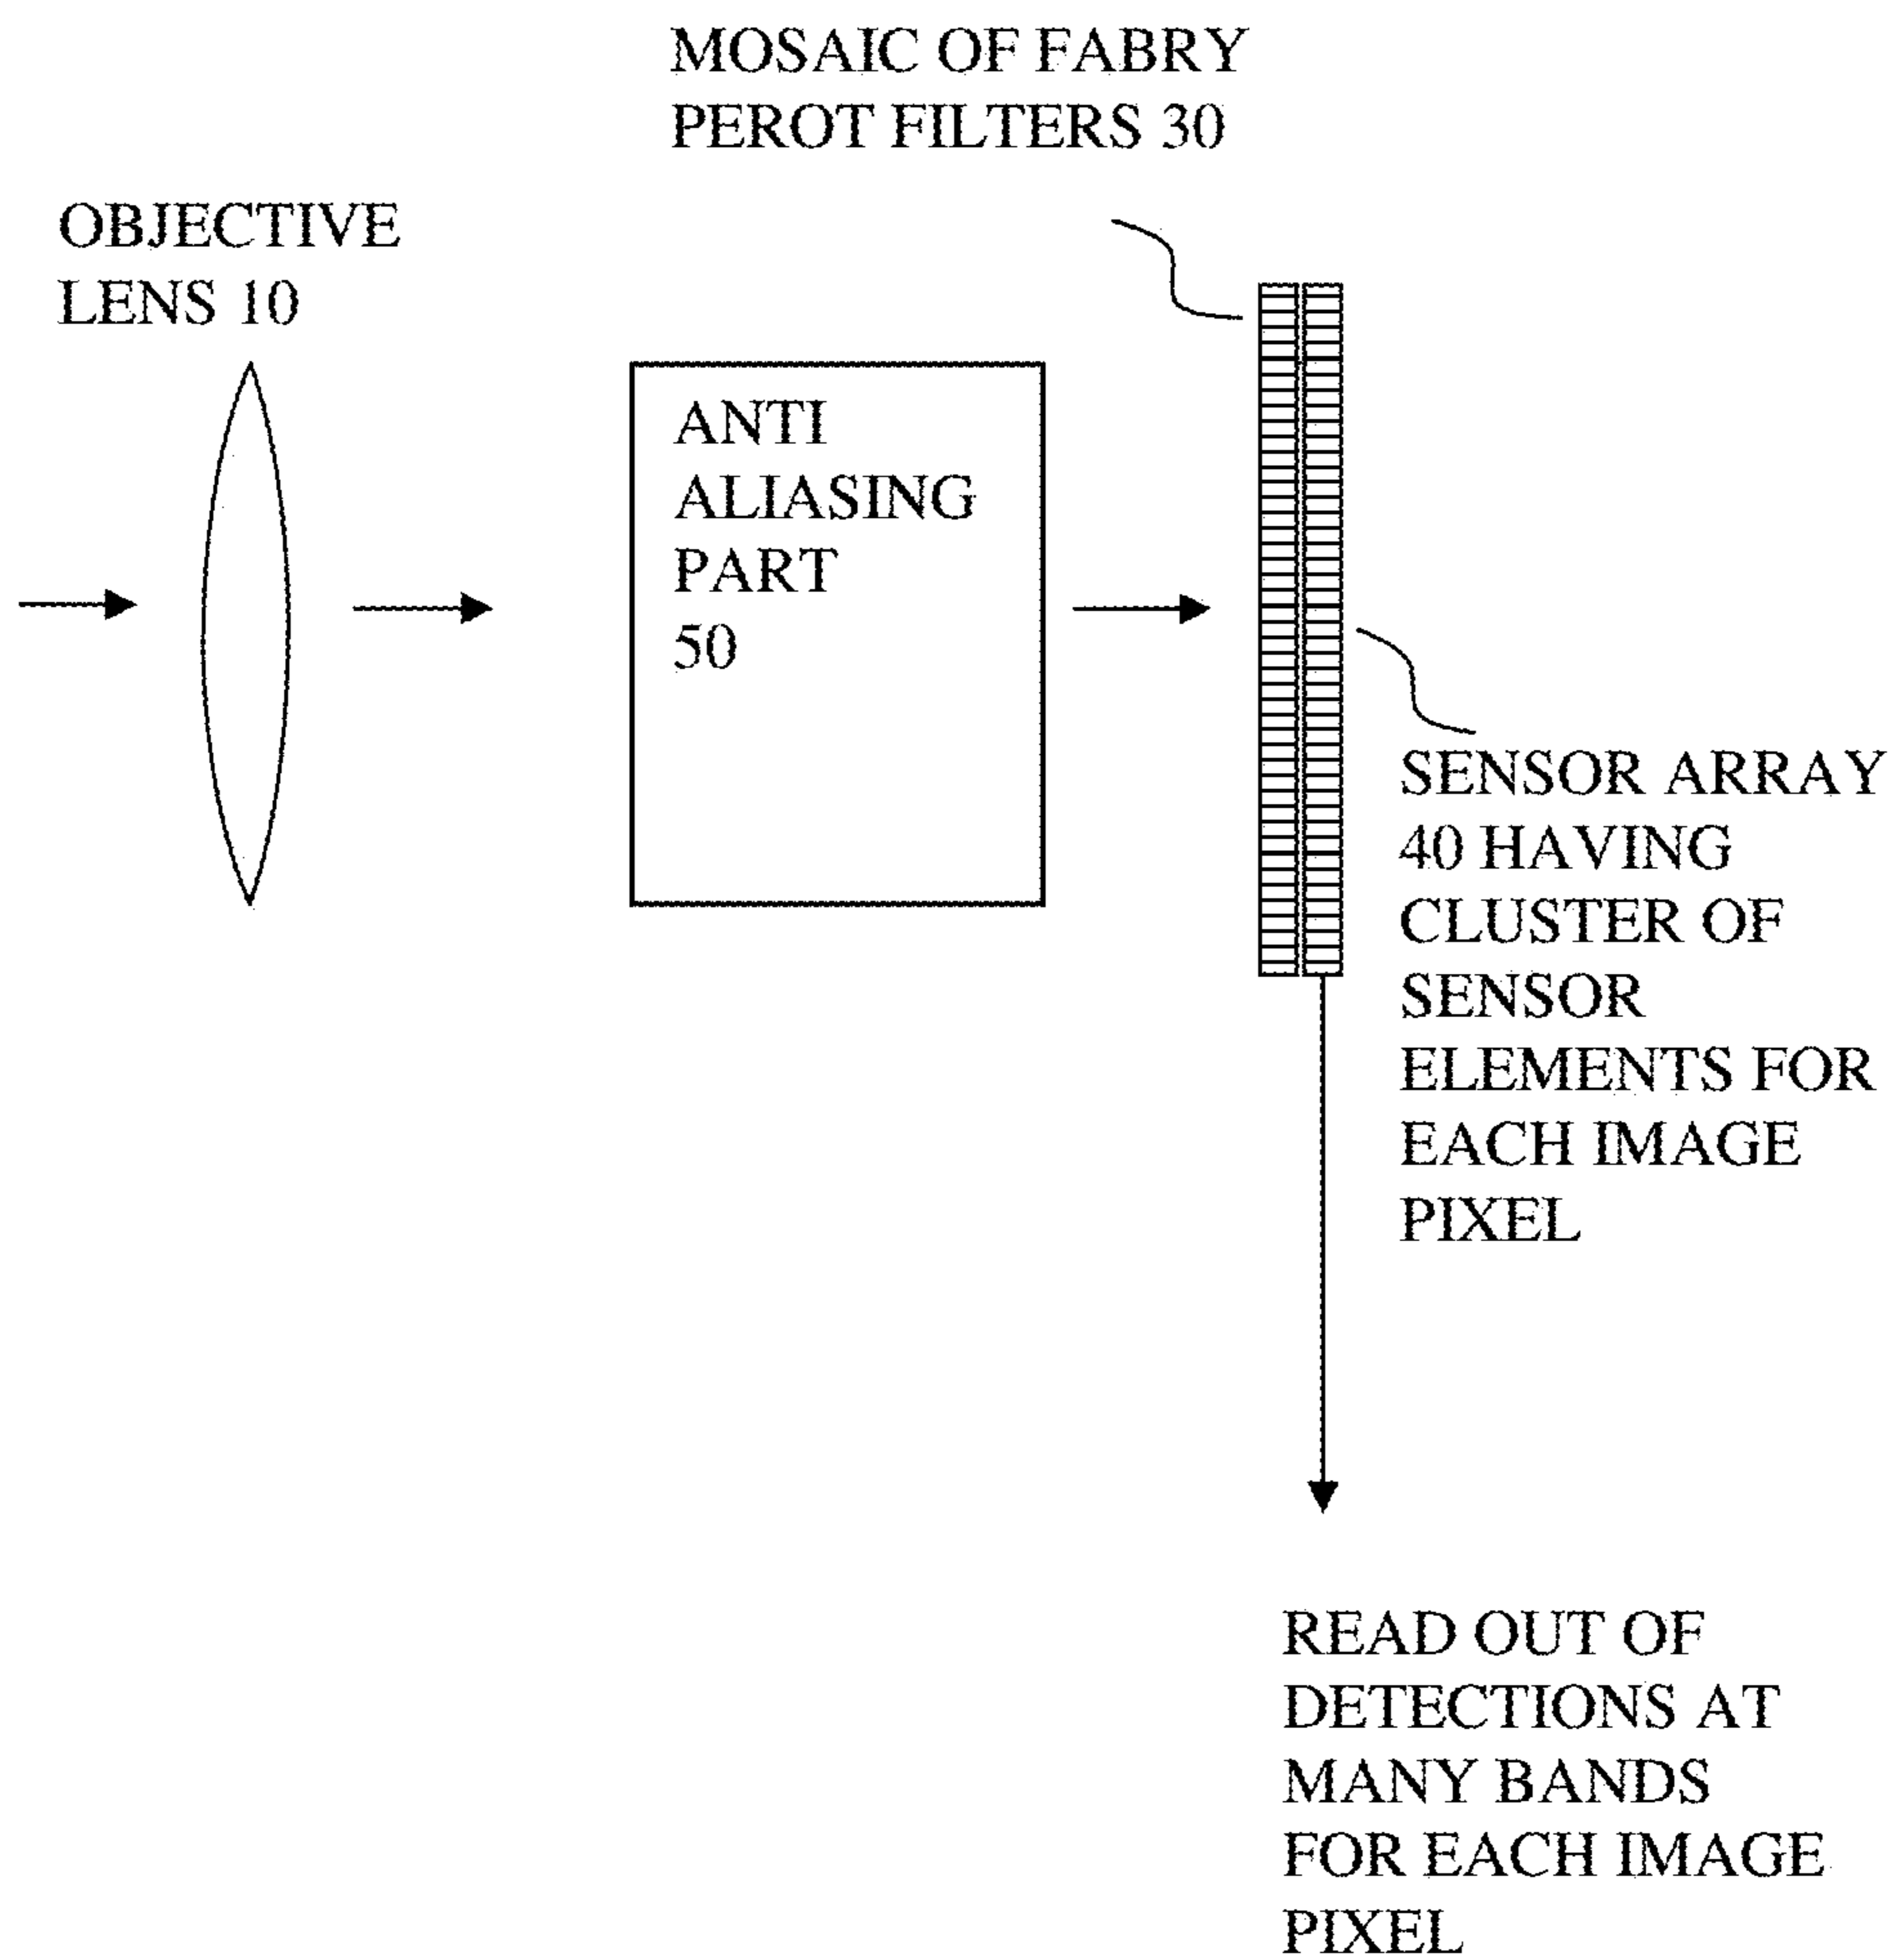 MOSAIC OF FABRY
PEROT FILTERS 30
OBJECTIVE
LENS 10
ANTI
ALIASING
PART
50
SENSOR ARRAY
40 HAVING
CLUSTER OF
SENSOR
ELEMENTS FOR
EACH IMAGE
PIXEL
READ OUT OF
DETECTIONS AT
MANY BANDS
FOR EACH IMAGE
PIXEL